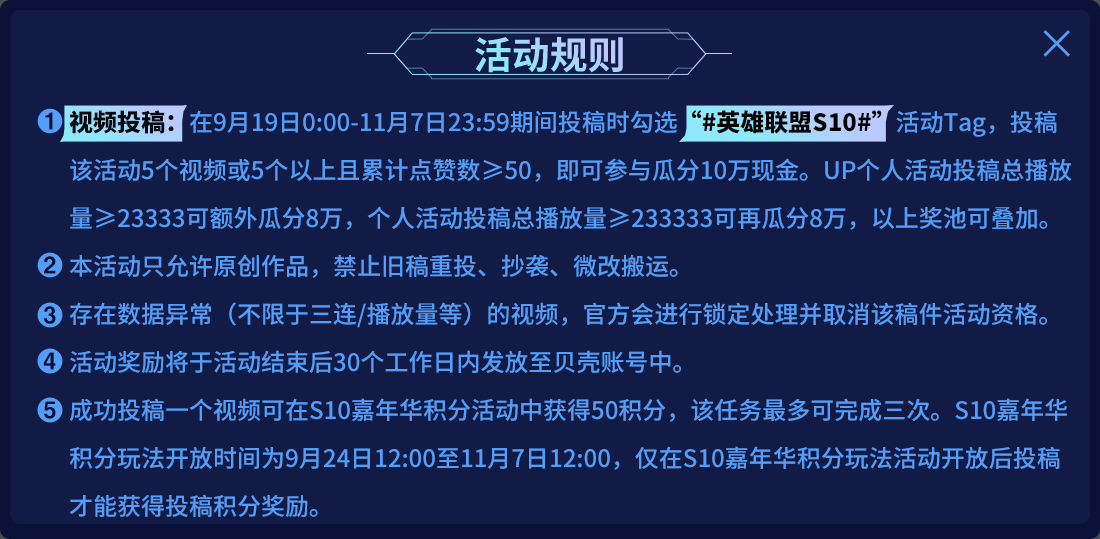 活动规则
❶ 视频投稿：在9月19日0:00-11月7日23:59期间投稿时勾选 “#英雄联盟S10#” 活动Tag，投稿
该活动5个视频或5个以上且累计点赞数≥50，即可参与瓜分10万现金。UP个人活动投稿总播放
量≥23333可额外瓜分8万，个人活动投稿总播放量≥233333可再瓜分8万，以上奖池可叠加。
❷ 本活动只允许原创作品，禁止旧稿重投、抄袭、微改搬运。
❸ 存在数据异常（不限于三连/播放量等）的视频，官方会进行锁定处理并取消该稿件活动资格。
❹ 活动奖励将于活动结束后30个工作日内发放至贝壳账号中。
❺ 成功投稿一个视频可在S10嘉年华积分活动中获得50积分，该任务最多可完成三次。S10嘉年华
积分玩法开放时间为9月24日12:00至11月7日12:00，仅在S10嘉年华积分玩法活动开放后投稿
才能获得投稿积分奖励。